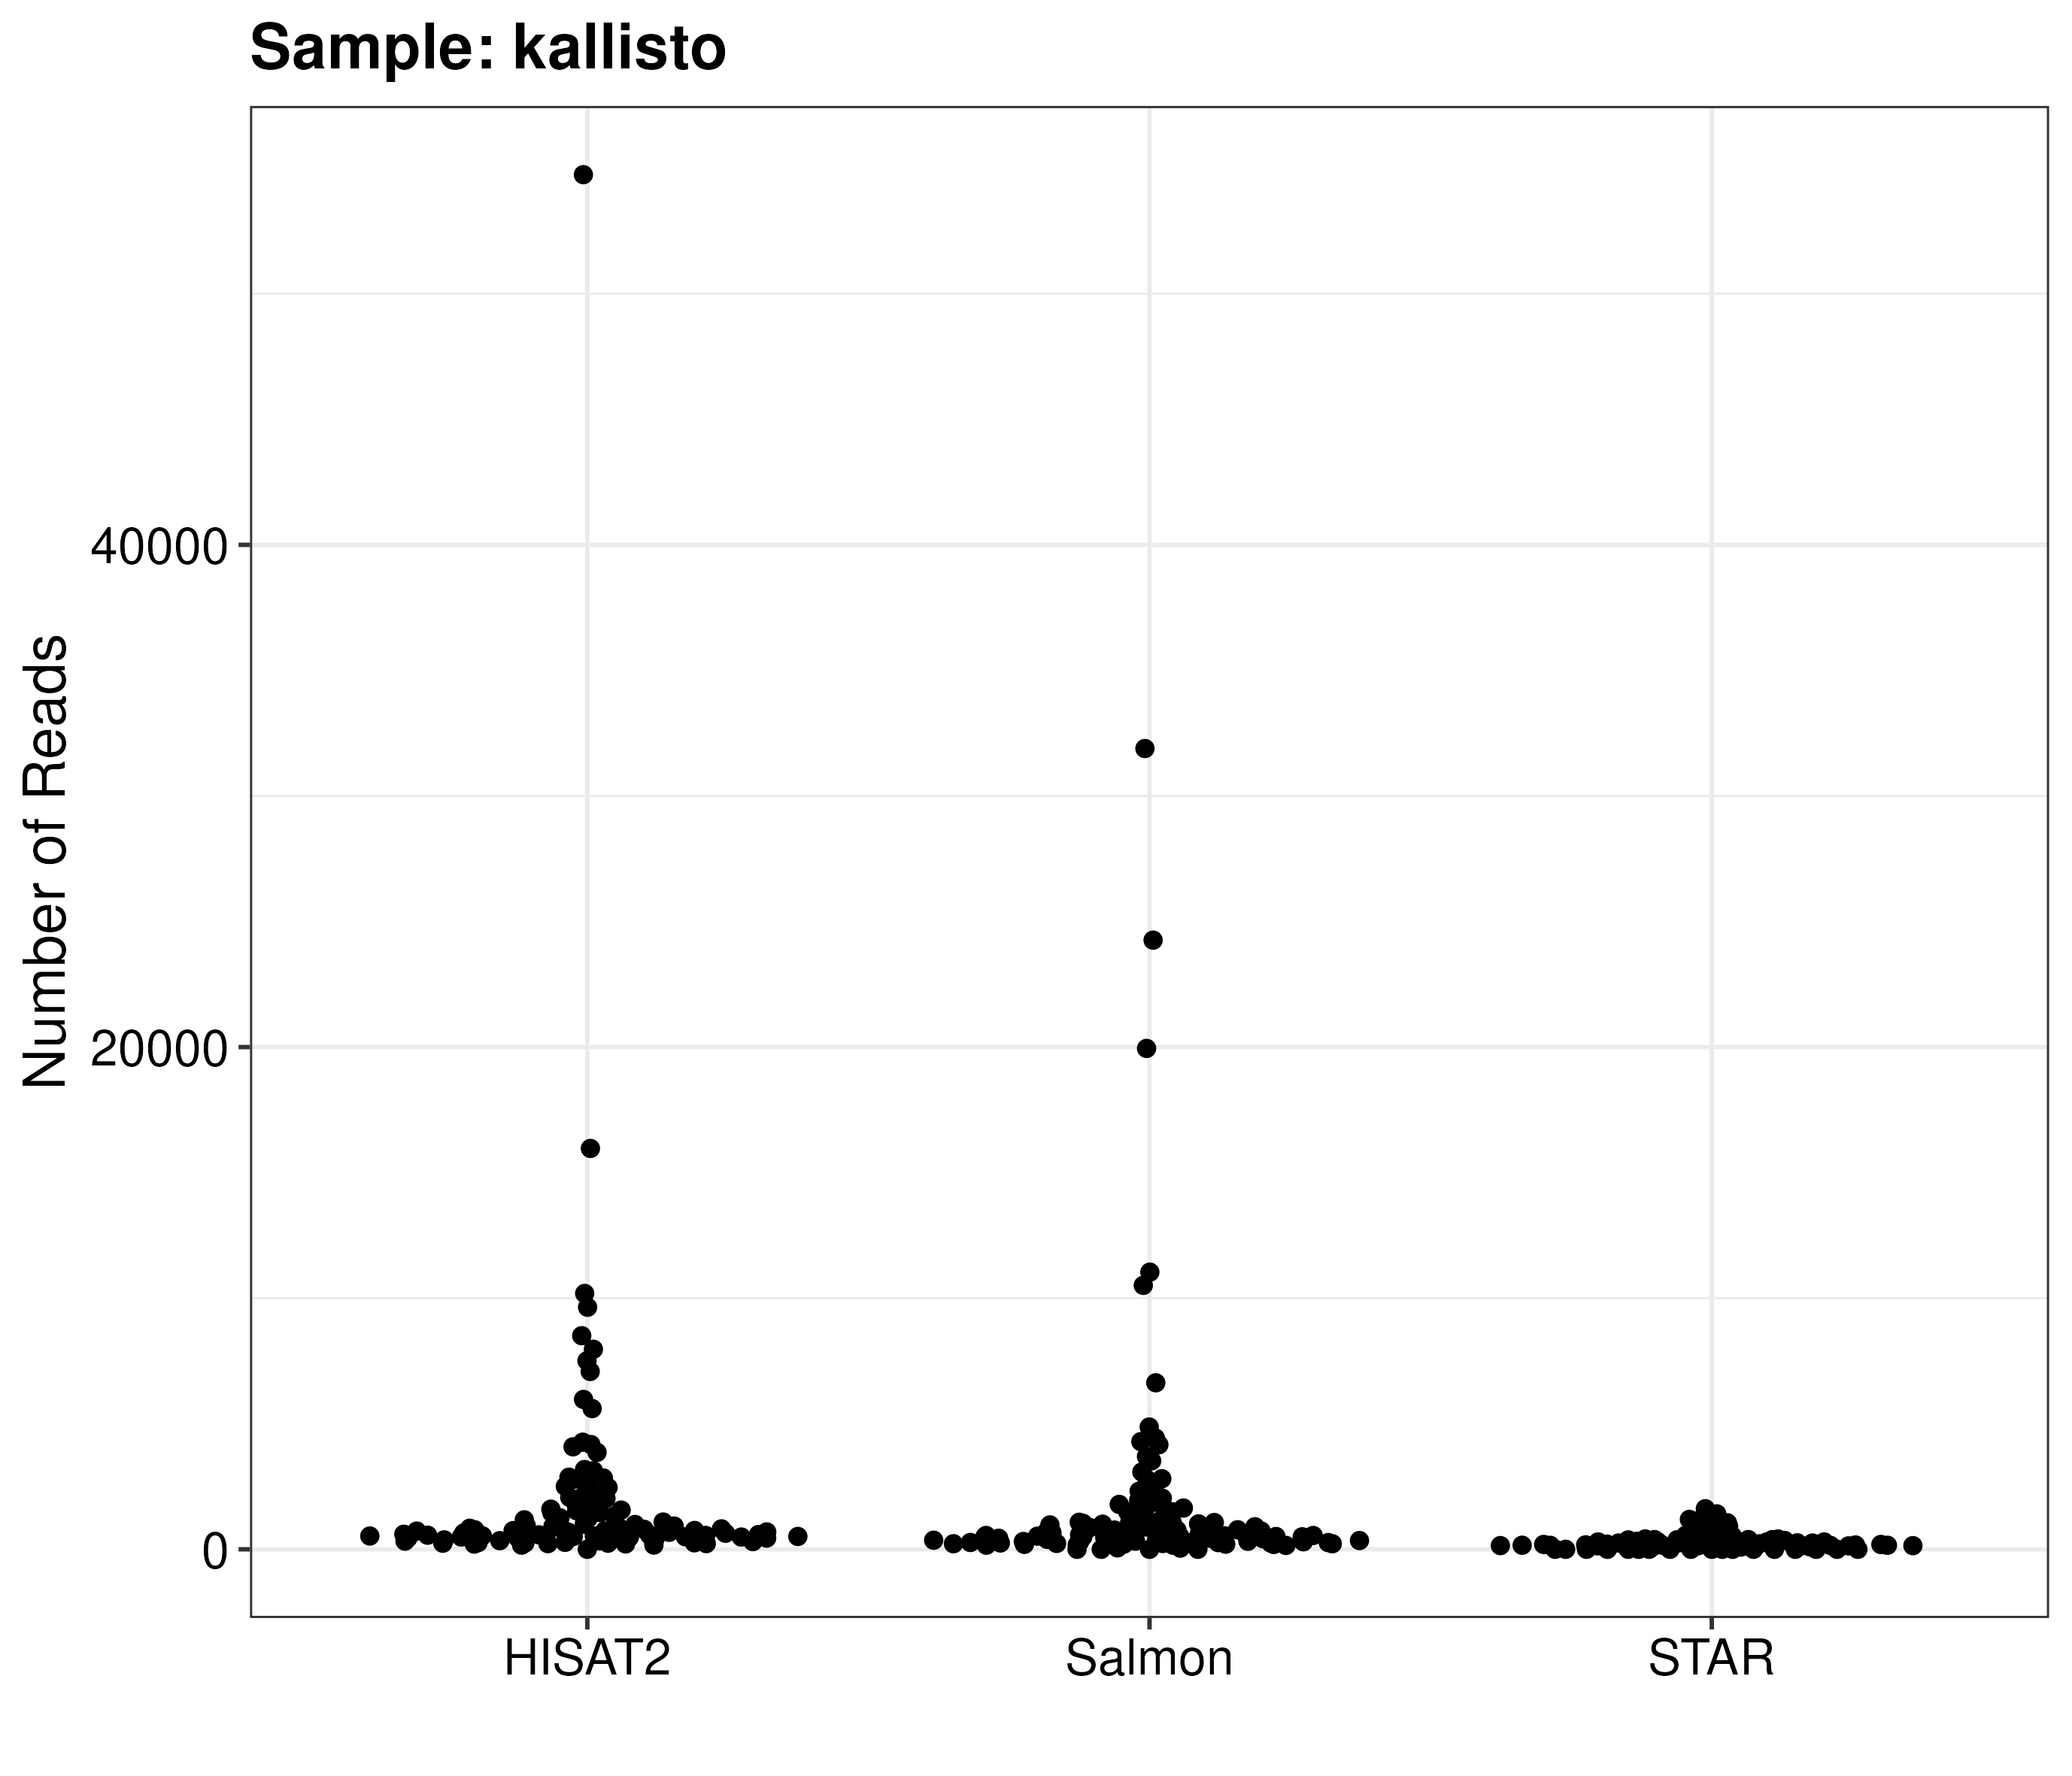 Sample: kallisto
Number of Reads
40000
20000
0
HISAT2
Salmon
STAR